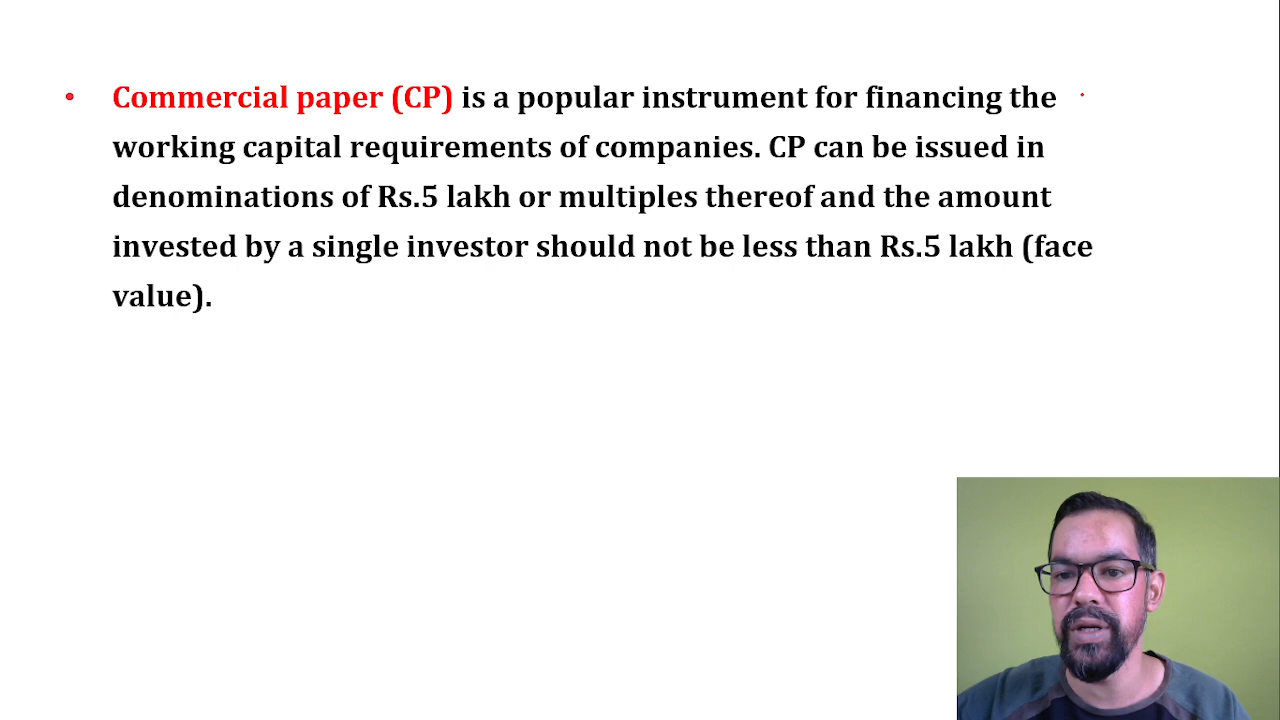 • Commercial paper (CP) is a popular instrument for financing the
working capital requirements of companies. CP can be issued in
denominations of Rs.5 lakh or multiples thereof and the amount
invested by a single investor should not be less than Rs.5 lakh (face
value).